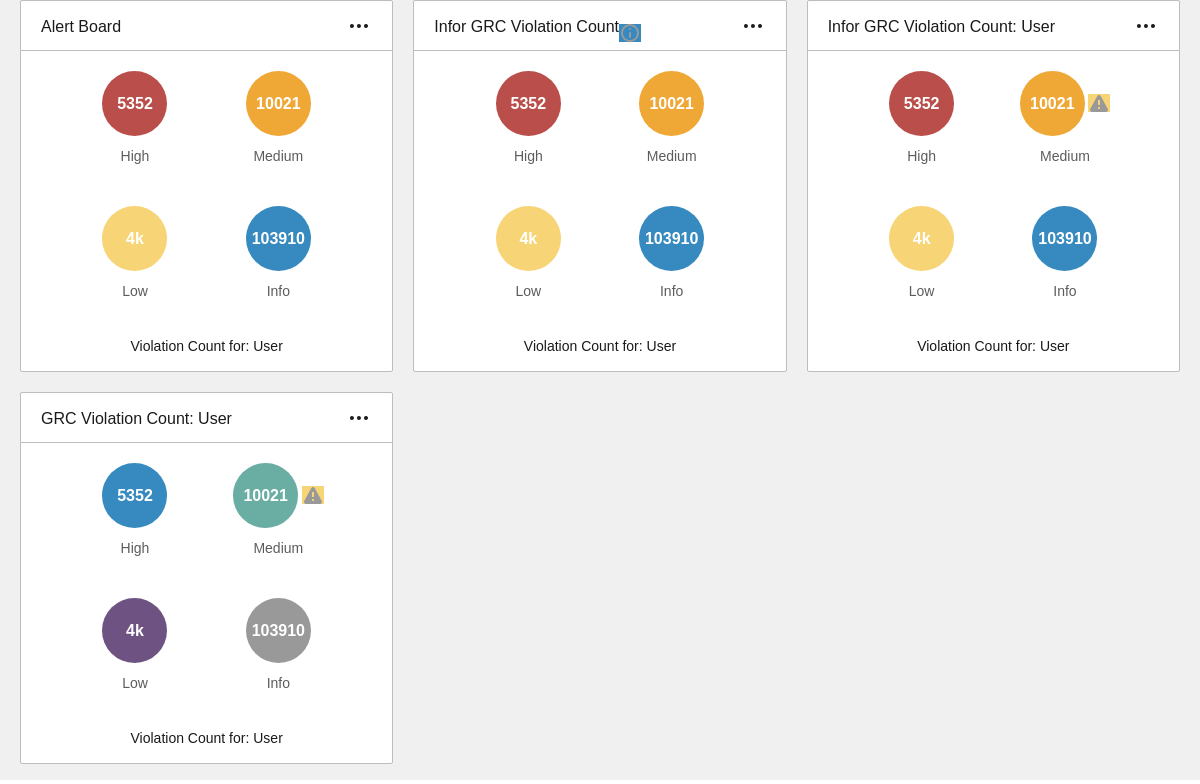 Alert Board
5352
10021
High
Medium
4k
103910
Low
Info
Violation Count for: User
Infor GRC Violation Count
5352
10021
High
Medium
4k
103910
Low
Info
Violation Count for: User
Infor GRC Violation Count: User
5352
10021
High
Medium
4k
103910
Low
Info
Violation Count for: User
GRC Violation Count: User
5352
10021
High
Medium
4k
103910
Low
Info
Violation Count for: User